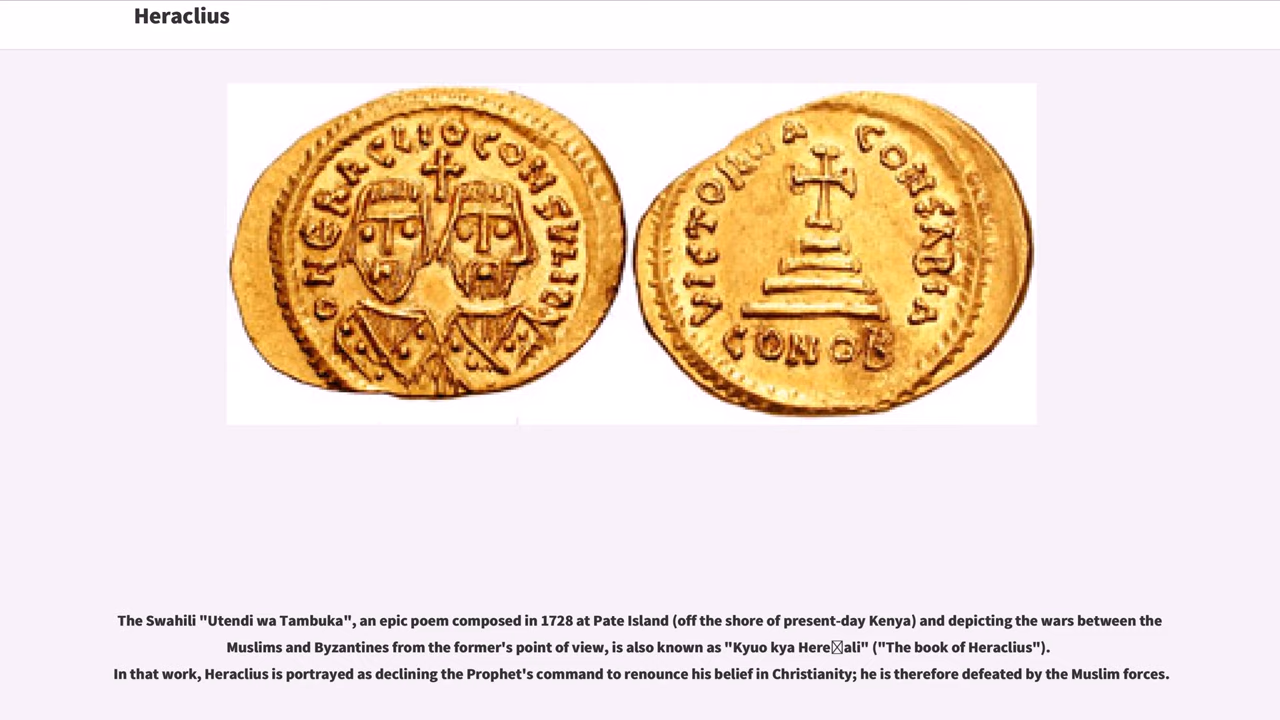 Heraclius
HERACLIO CONSULI
VICTORIA CONSABIA
CONOB
The Swahili "Utendi wa Tambuka", an epic poem composed in 1728 at Pate Island (off the shore of present-day Kenya) and depicting the wars between the
Muslims and Byzantines from the former's point of view, is also known as "Kyuo kya Here�ali" ("The book of Heraclius").
In that work, Heraclius is portrayed as declining the Prophet's command to renounce his belief in Christianity; he is therefore defeated by the Muslim forces.